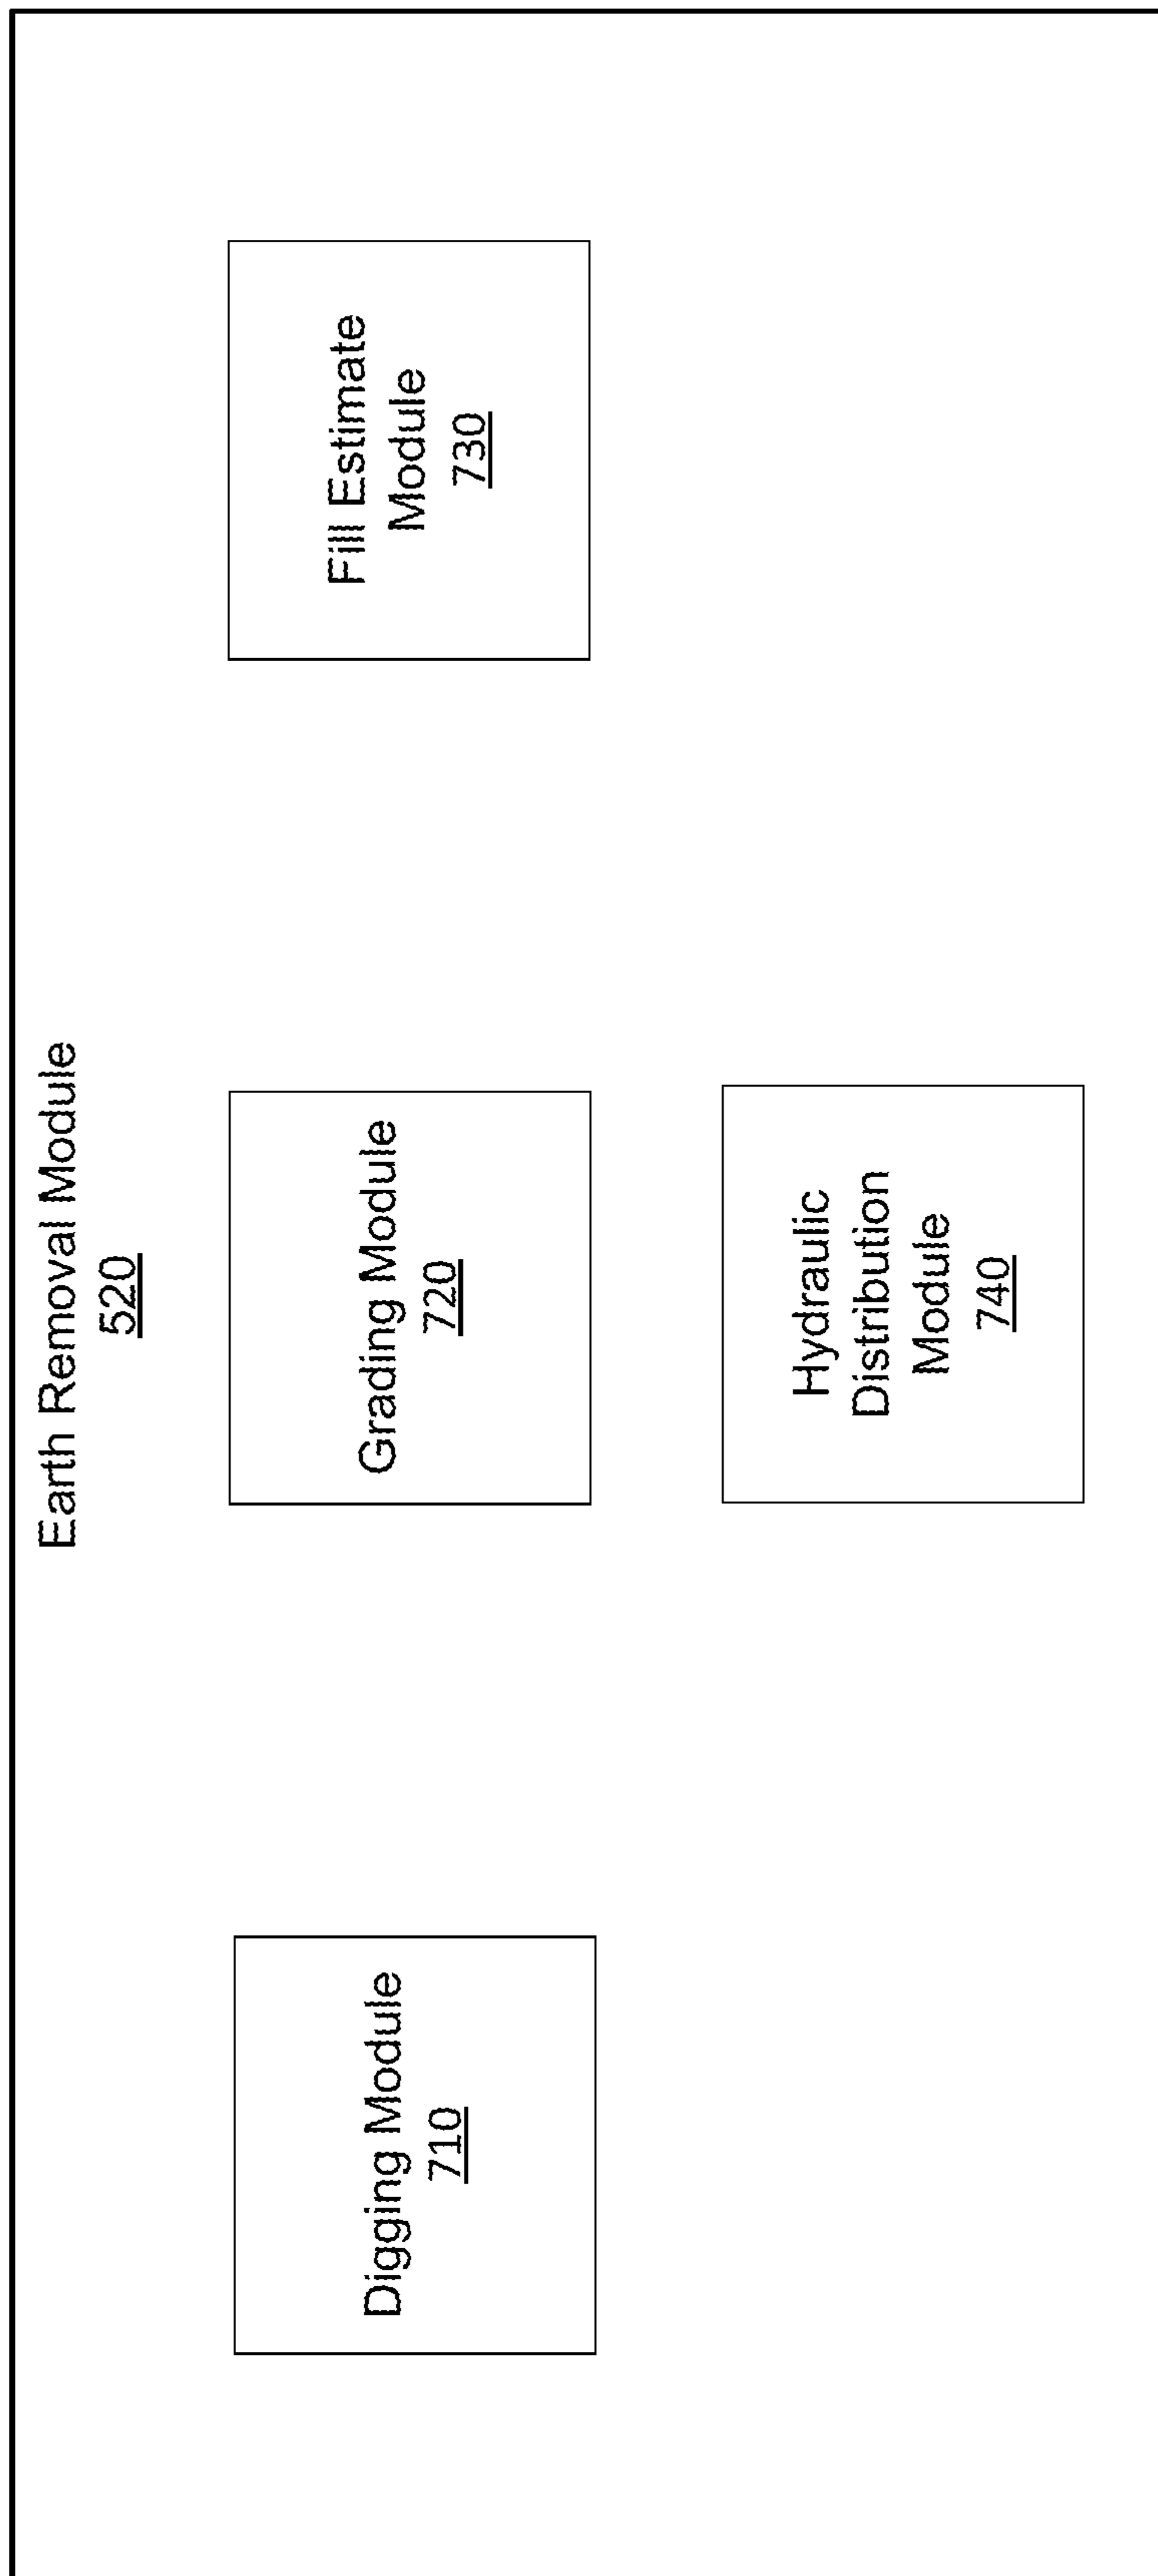 Earth Removal Module
520
Digging Module
710
Grading Module
720
Fill Estimate
Module
730
Hydraulic
Distribution
Module
740